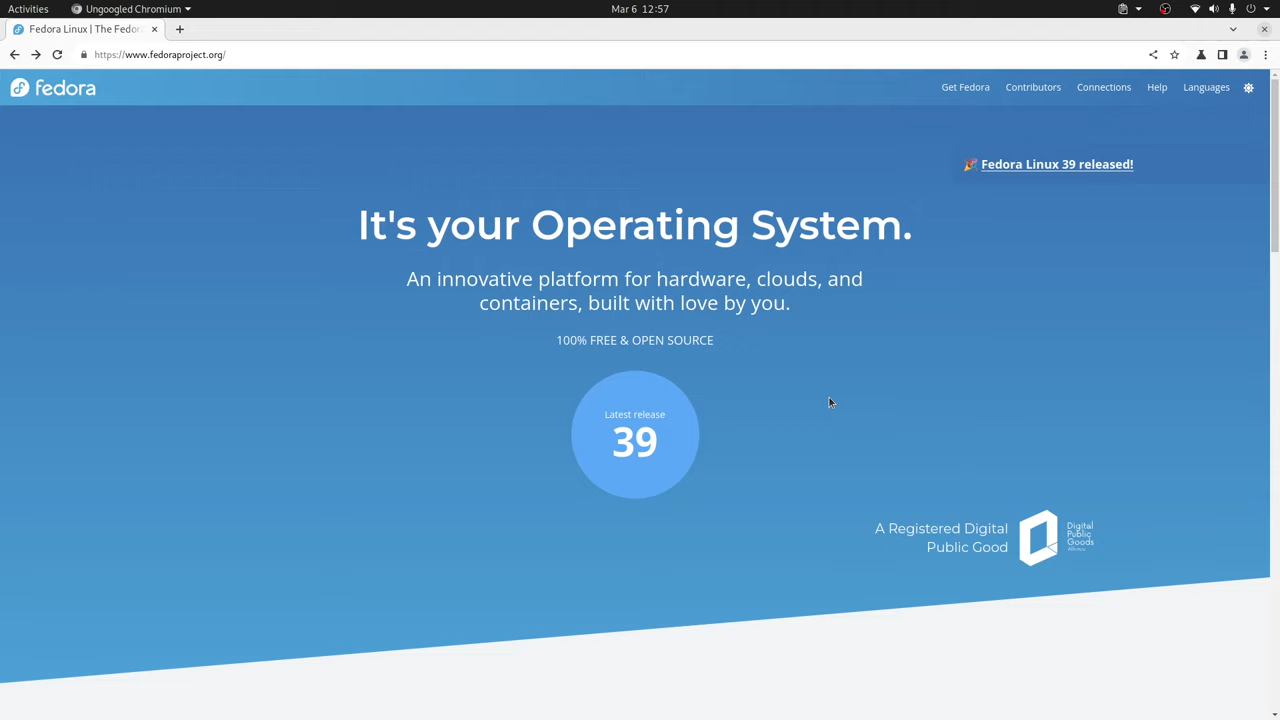 Activities
Ungoogled Chromium
Mar 6 12:57
Fedora Linux | The Fedor
https://www.fedoraproject.org/
fedora
Get Fedora
Contributors
Connections
Help
Languages
🎉 Fedora Linux 39 released!
It's your Operating System.
An innovative platform for hardware, clouds, and
containers, built with love by you.
100% FREE & OPEN SOURCE
Latest release
39
A Registered Digital
Public Good
Digital
Public
Goods